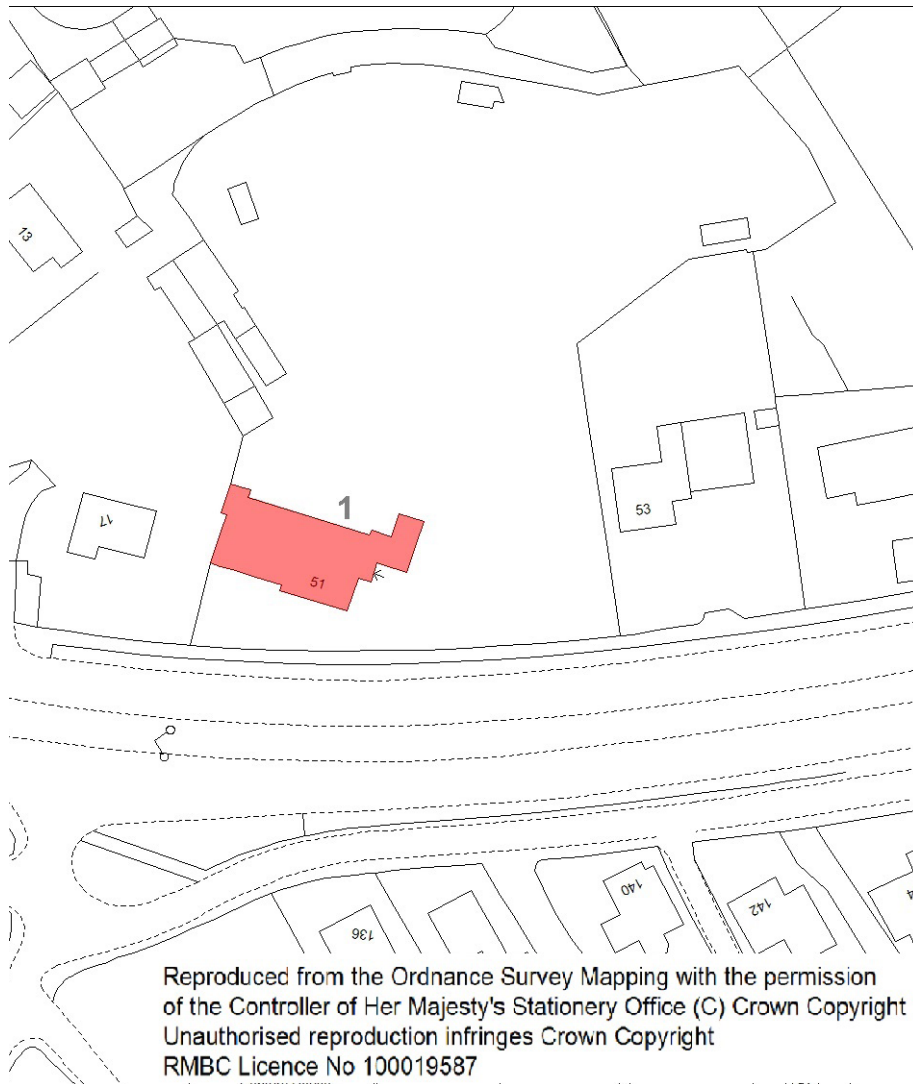 13
1
17
51
53
140
142
136
Reproduced from the Ordnance Survey Mapping with the permission
of the Controller of Her Majesty's Stationery Office (C) Crown Copyright
Unauthorised reproduction infringes Crown Copyright
RMBC Licence No 100019587